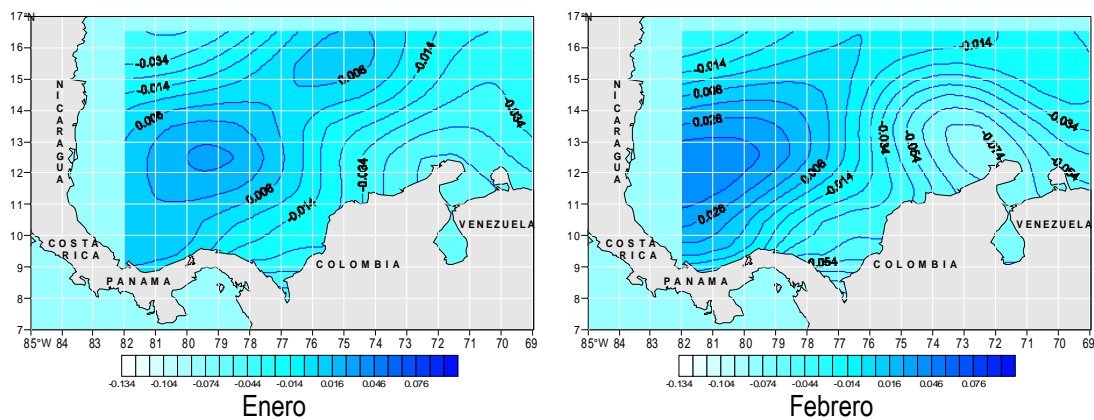 17°N
16
15
14
13
12
11
10
9
8
7
85°W 84 83 82 81 80 79 78 77 76 75 74 73 72 71 70 69
NICARAGUA
COSTA
RICA
PANAMA
COLOMBIA
VENEZUELA
-0.034
-0.014
0.006
0.006
-0.014
-0.034
0.006
-0.014
-0.034
-0.134 -0.104 -0.074 -0.044 -0.014 0.016 0.046 0.076
Enero
17°N
16
15
14
13
12
11
10
9
8
7
85°W 84 83 82 81 80 79 78 77 76 75 74 73 72 71 70 69
NICARAGUA
COSTA
RICA
PANAMA
COLOMBIA
VENEZUELA
-0.014
-0.014
0.006
0.026
-0.034
-0.034
-0.054
-0.074
0.006
-0.054
-0.014
0.026
-0.134 -0.104 -0.074 -0.044 -0.014 0.016 0.046 0.076
Febrero